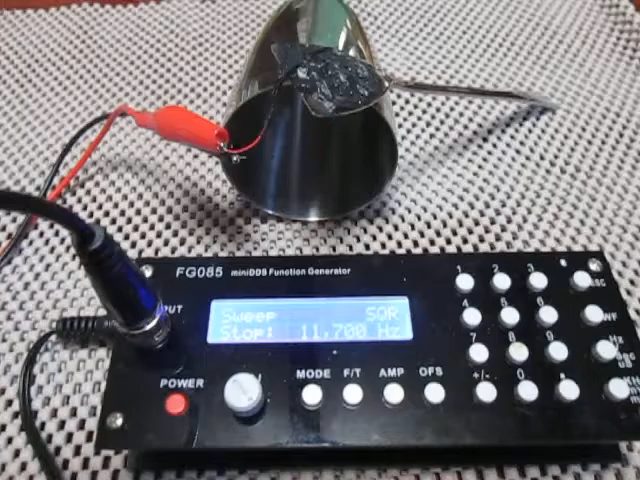 FG085 miniDDS Function Generator
1 2 3
ESC
Sweep SQR
Stop: 11,700 Hz
4 5 6
WF
7 8 9
Hz
POWER
MODE F/T AMP OFS
+/- 0 •